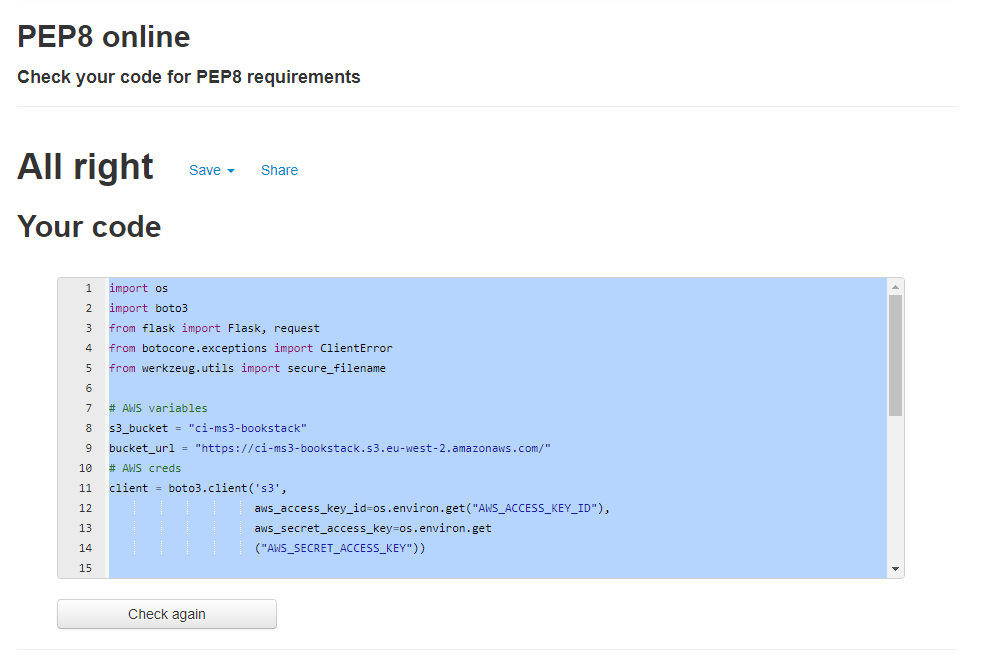 PEP8 online
Check your code for PEP8 requirements
All right Save Share
Your code
1 import os
2 import boto3
3 from flask import Flask, request
4 from botocore.exceptions import ClientError
5 from werkzeug.utils import secure_filename
6
7 # AWS variables
8 s3_bucket = "ci-ms3-bookstack"
9 bucket_url = "https://ci-ms3-bookstack.s3.eu-west-2.amazonaws.com/"
10 # AWS creds
11 client = boto3.client('s3',
12 aws_access_key_id=os.environ.get("AWS_ACCESS_KEY_ID"),
13 aws_secret_access_key=os.environ.get
14 ("AWS_SECRET_ACCESS_KEY"))
15
Check again